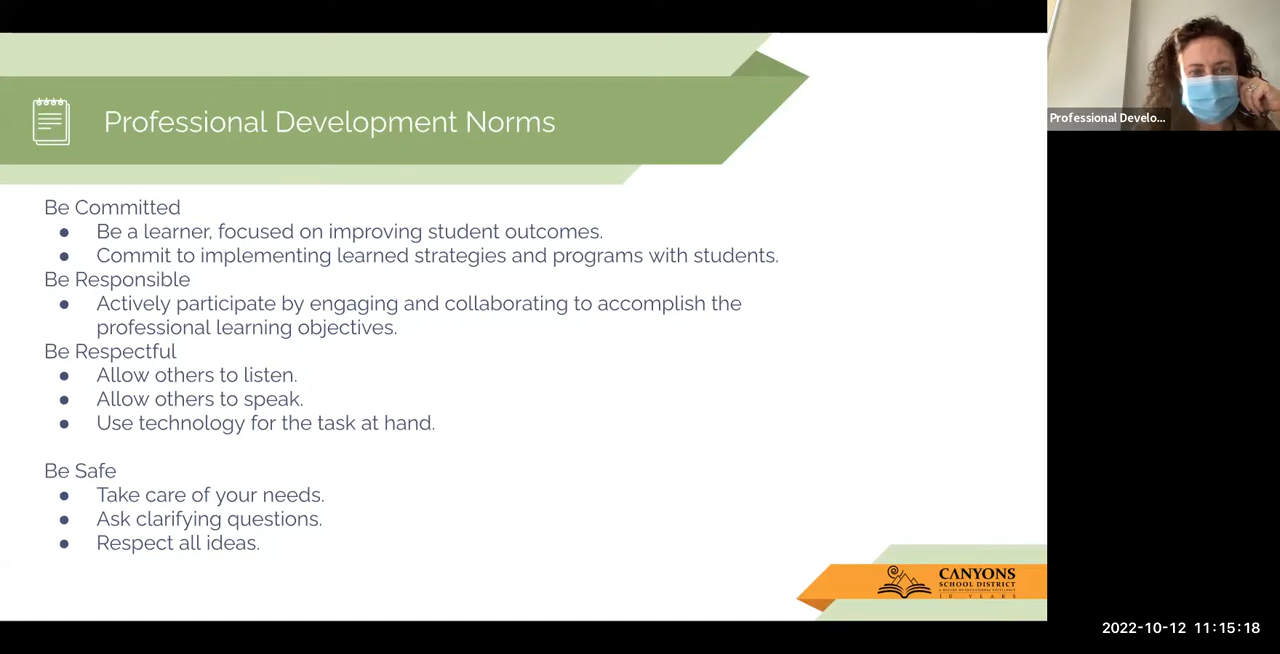 Professional Development Norms
Professional Develo...
Be Committed
● Be a learner, focused on improving student outcomes.
● Commit to implementing learned strategies and programs with students.
Be Responsible
● Actively participate by engaging and collaborating to accomplish the
professional learning objectives.
Be Respectful
● Allow others to listen.
● Allow others to speak.
● Use technology for the task at hand.
Be Safe
● Take care of your needs.
● Ask clarifying questions.
● Respect all ideas.
CANYONS
SCHOOL DISTRICT
10 YEARS
2022-10-12 11:15:18